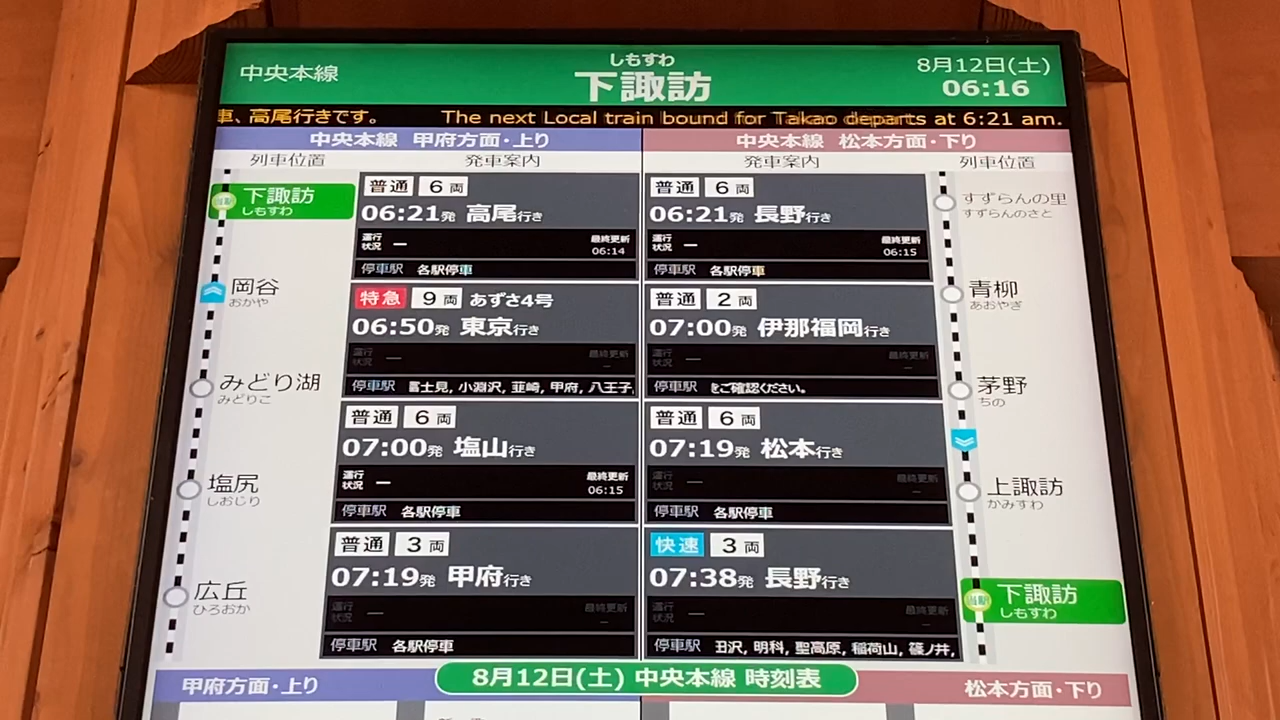 中央本線
しもすわ
下諏訪
8月12日(土)
06:16
車、高尾行きです。 The next Local train bound for Takao departs at 6:21 am.
中央本線 甲府方面・上り
列車位置 発車案内
下諏訪
しもすわ
岡谷
おかや
みどり湖
みどりこ
塩尻
しおじり
広丘
ひろおか
普通 6両
06:21発 高尾行き
運行状況 ー 最終更新 06:14
停車駅 各駅停車
特急 9両 あずさ4号
06:50発 東京行き
運行状況 ー 最終更新 ー
停車駅 富士見, 小淵沢, 韮崎, 甲府, 八王子,
普通 6両
07:00発 塩山行き
運行状況 ー 最終更新 06:15
停車駅 各駅停車
普通 3両
07:19発 甲府行き
運行状況 ー 最終更新 ー
停車駅 各駅停車
中央本線 松本方面・下り
発車案内 列車位置
普通 6両
06:21発 長野行き
運行状況 ー 最終更新 06:15
停車駅 各駅停車
普通 2両
07:00発 伊那福岡行き
運行状況 ー 最終更新 ー
停車駅 をご確認ください。
普通 6両
07:19発 松本行き
運行状況 ー 最終更新 ー
停車駅 各駅停車
快速 3両
07:38発 長野行き
運行状況 ー 最終更新 ー
停車駅 田沢, 明科, 聖高原, 稲荷山, 篠ノ井,
すずらんの里
すずらんのさと
青柳
あおやぎ
茅野
ちの
上諏訪
かみすわ
下諏訪
しもすわ
甲府方面・上り
8月12日(土) 中央本線 時刻表
松本方面・下り